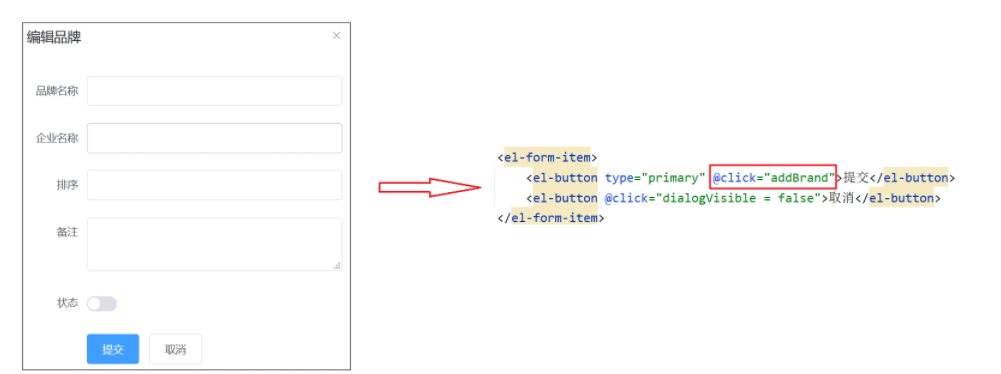 编辑品牌 ×
品牌名称
企业名称
排序
备注
状态
提交 取消
<el-form-item>
<el-button type="primary" @click="addBrand">提交</el-button>
<el-button @click="dialogVisible = false">取消</el-button>
</el-form-item>